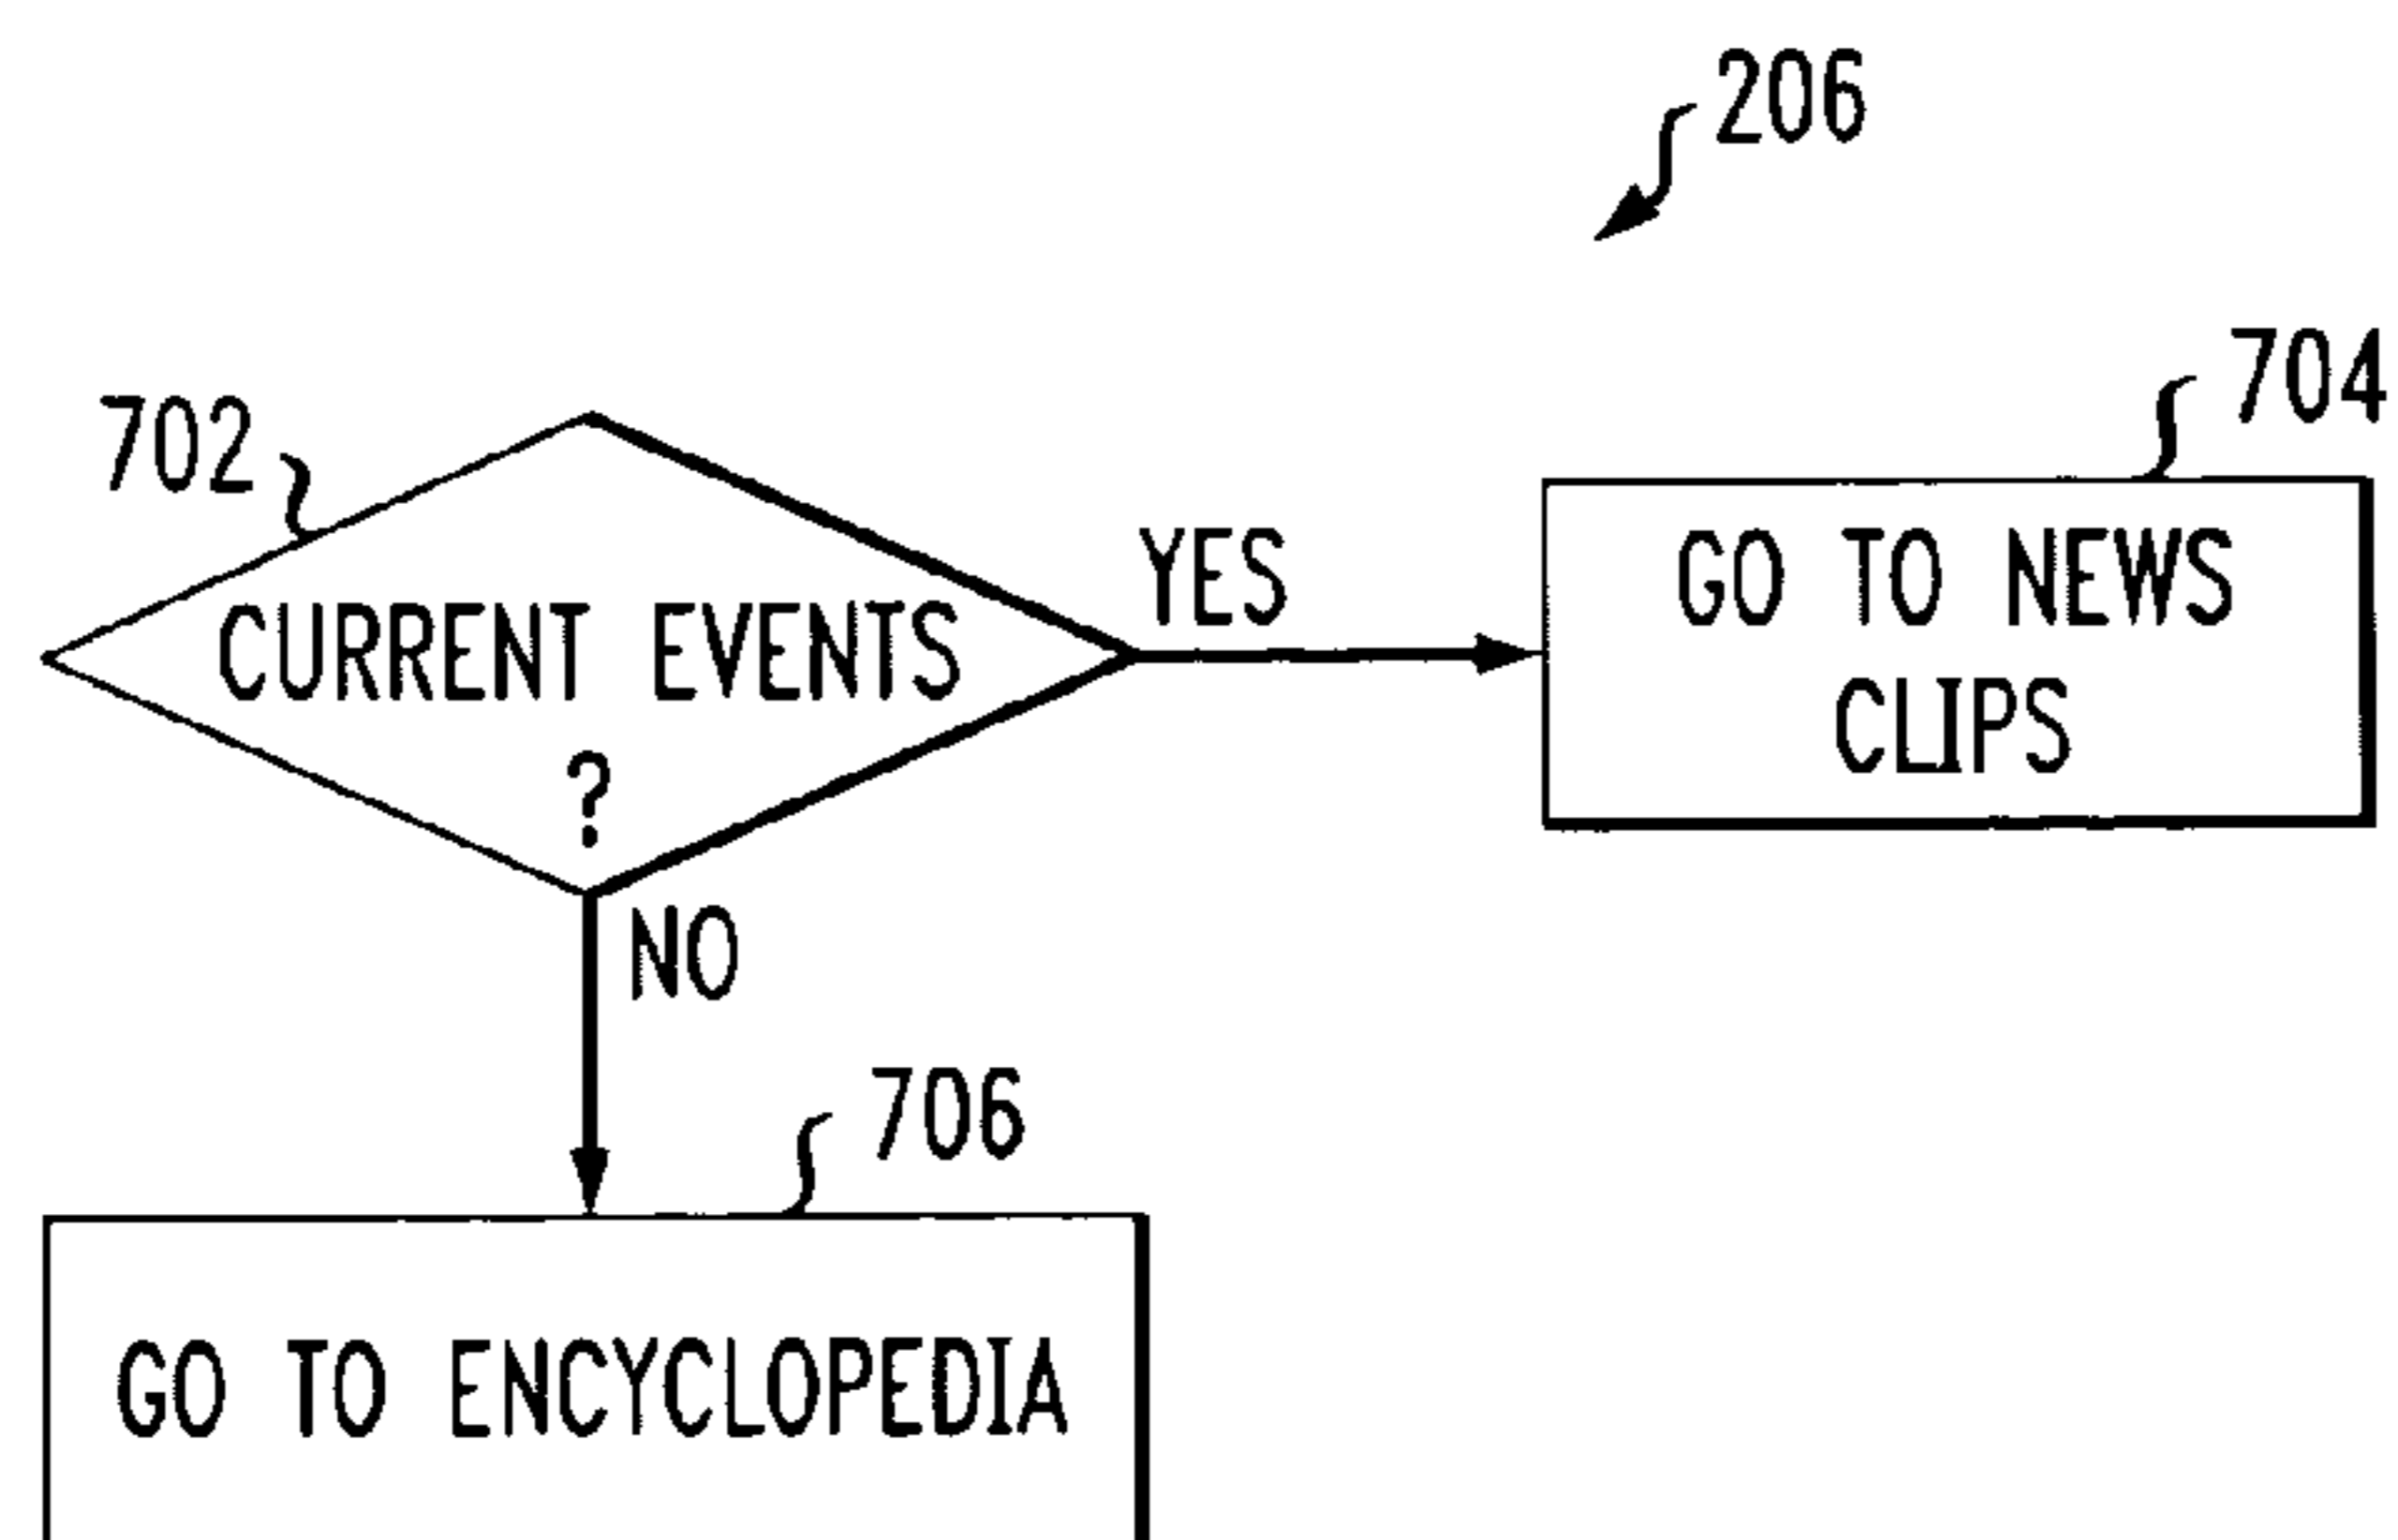 206
704
702
YES
GO TO NEWS
CLIPS
CURRENT EVENTS
?
NO
706
GO TO ENCYCLOPEDIA